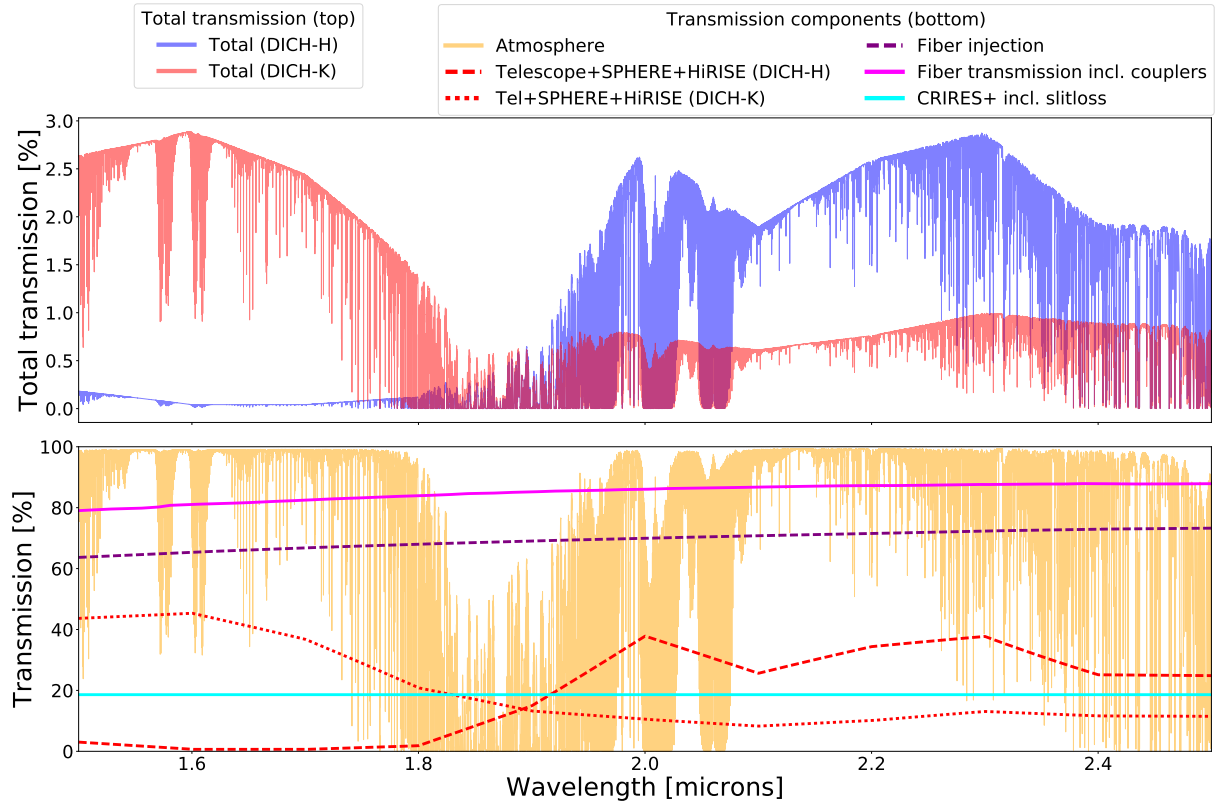 Total transmission (top)
Total (DICH-H)
Total (DICH-K)
Transmission components (bottom)
Atmosphere
Telescope+SPHERE+HiRISE (DICH-H)
Tel+SPHERE+HiRISE (DICH-K)
Fiber injection
Fiber transmission incl. couplers
CRIRES+ incl. slitloss
Total transmission [%]
3.0
2.5
2.0
1.5
1.0
0.5
0.0
Transmission [%]
100
80
60
40
20
0
1.6
1.8
2.0
2.2
2.4
Wavelength [microns]